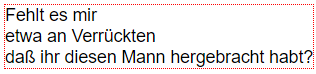 Fehlt es mir
etwa an Verrückten
daß ihr diesen Mann hergebracht habt?